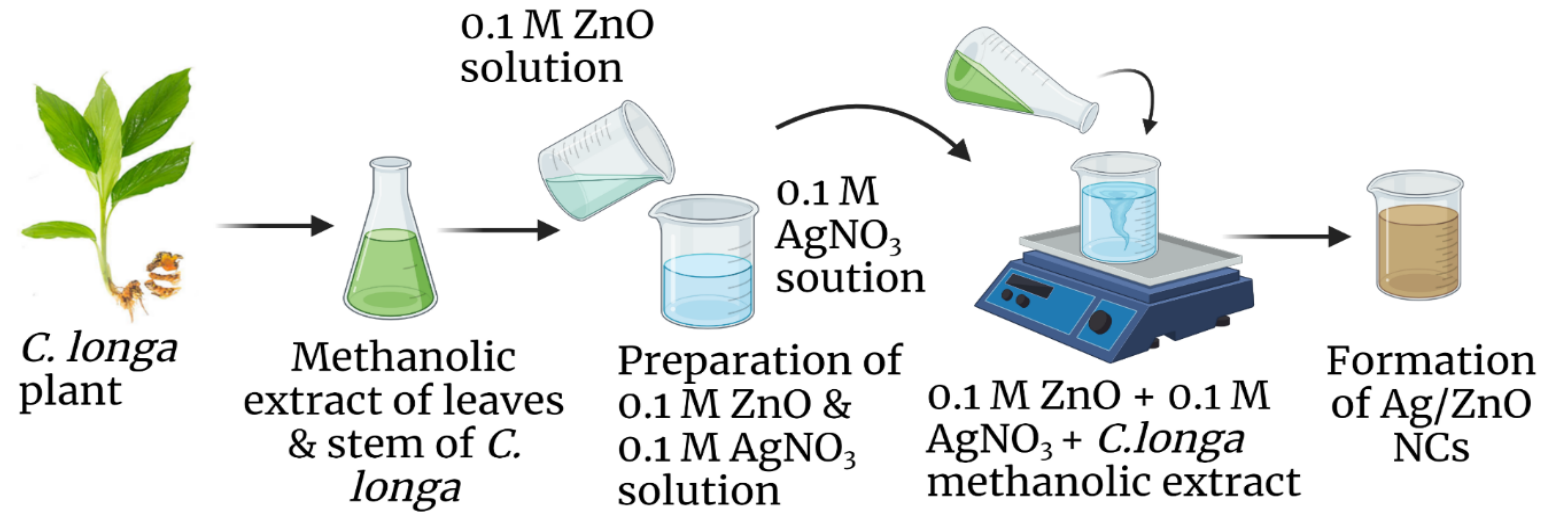 0.1 M ZnO
solution
0.1 M
AgNO₃
soution
C. longa
plant
Methanolic
extract of leaves
& stem of C.
longa
Preparation of
0.1 M ZnO &
0.1 M AgNO₃
solution
0.1 M ZnO + 0.1 M
AgNO₃ + C.longa
methanolic extract
Formation
of Ag/ZnO
NCs